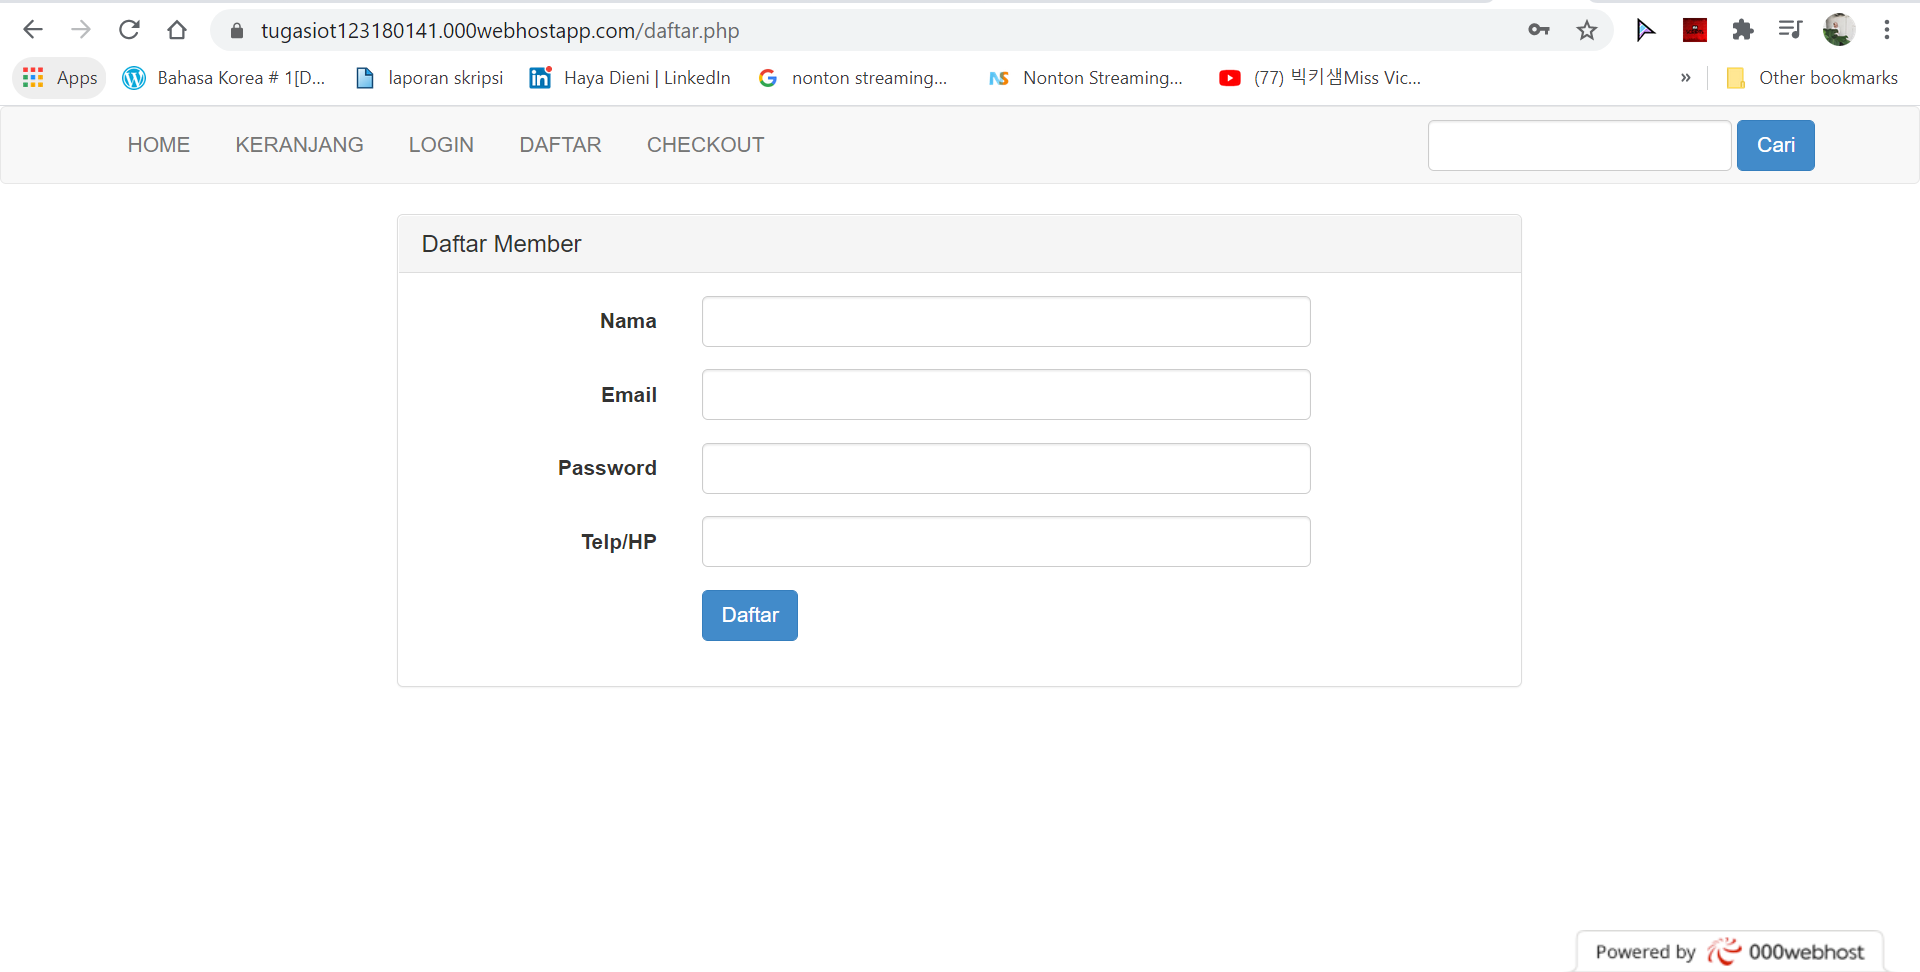 tugasiot123180141.000webhostapp.com/daftar.php
Apps Bahasa Korea # 1[D... laporan skripsi Haya Dieni | LinkedIn nonton streaming... Nonton Streaming... (77) 빅키샘Miss Vic... » Other bookmarks
HOME KERANJANG LOGIN DAFTAR CHECKOUT Cari
Daftar Member
Nama
Email
Password
Telp/HP
Daftar
Powered by 000webhost